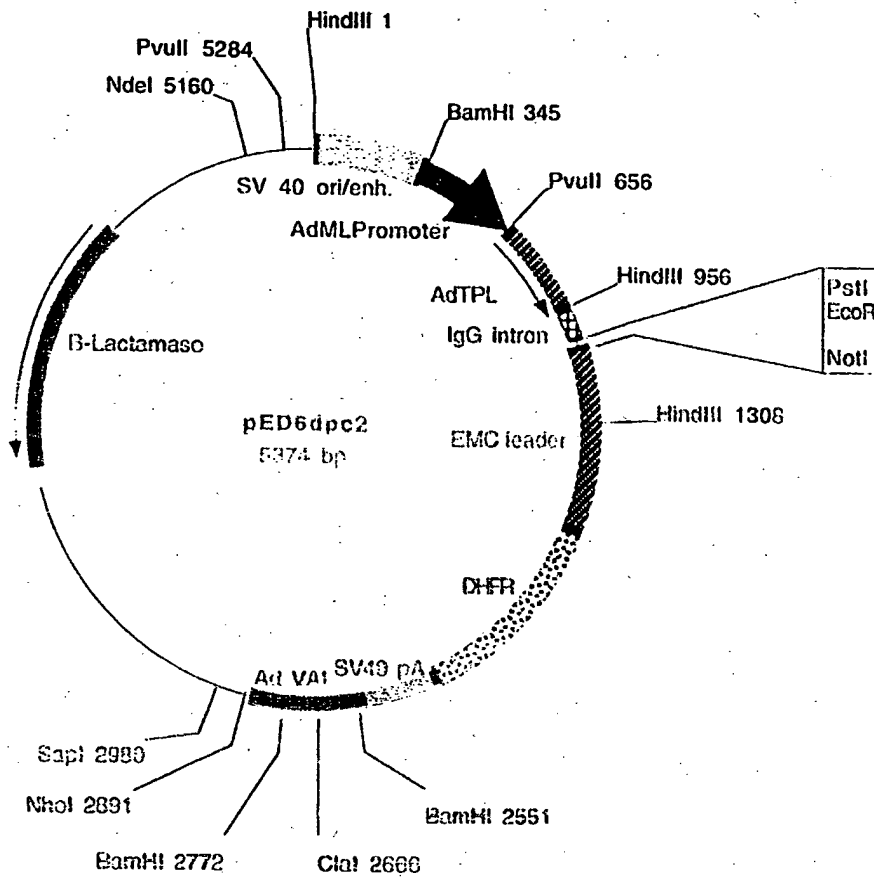 HindIII 1
PvuII 5284
NdeI 5160
BamHI 345
SV 40 ori/enh.
PvuII 656
AdMLPromoter
HindIII 956
AdTPL
PstI
EcoR
IgG intron
B-Lactamase
NotI
pED6dpc2
5374 bp
EMC leader
HindIII 1308
DHFR
SV40 pA
Ad VAI
SapI 2980
NheI 2891
BamHI 2551
BamHI 2772
ClaI 2666